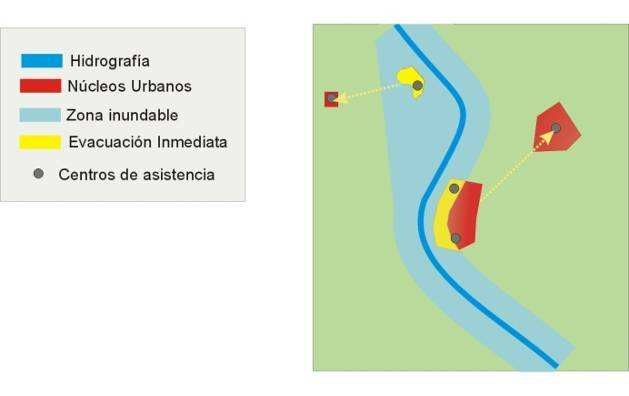 Hidrografía
Núcleos Urbanos
Zona inundable
Evacuación Inmediata
Centros de asistencia